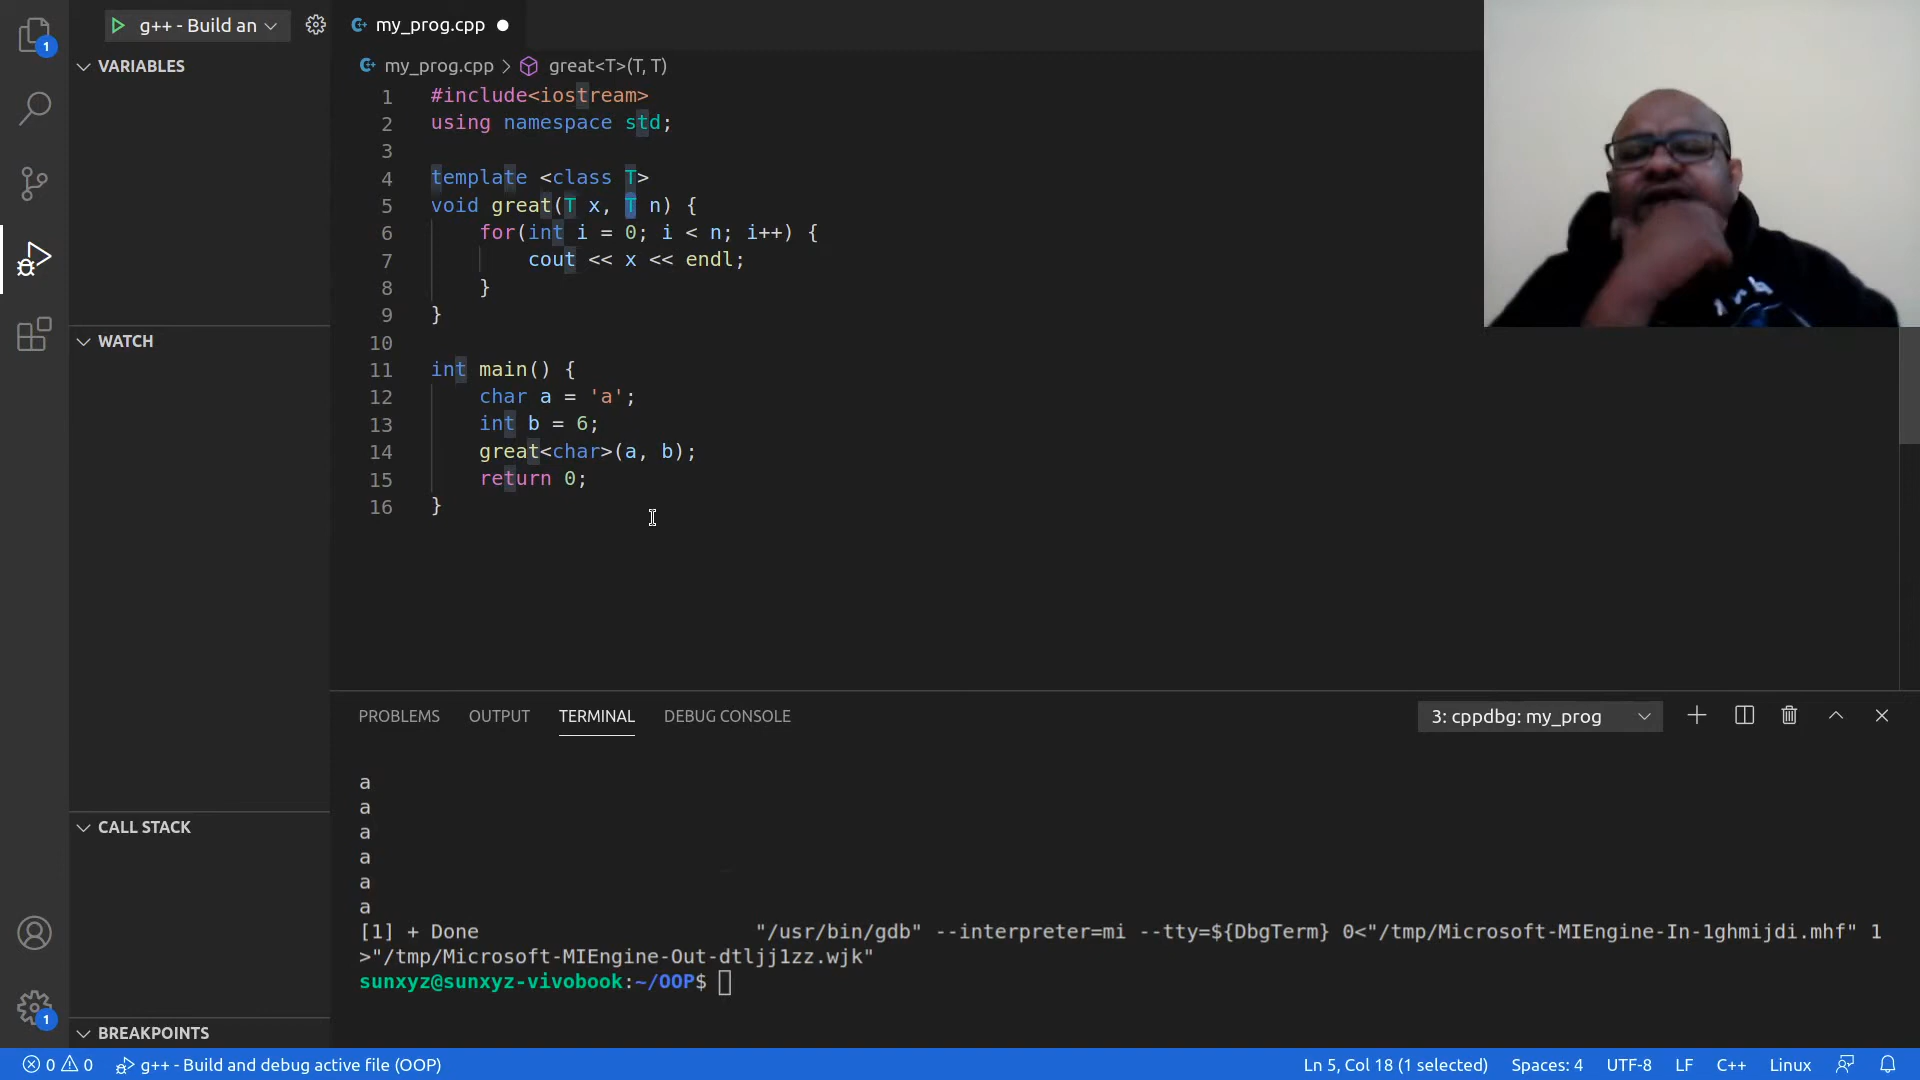 1
g++ - Build an
my_prog.cpp
VARIABLES
my_prog.cpp > great<T>(T, T)
1 #include<iostream>
2 using namespace std;
3
4 template <class T>
5 void great(T x, T n) {
6 for(int i = 0; i < n; i++) {
7 cout << x << endl;
8 }
9 }
10
11 int main() {
12 char a = 'a';
13 int b = 6;
14 great<char>(a, b);
15 return 0;
16 }
WATCH
CALL STACK
BREAKPOINTS
PROBLEMS OUTPUT TERMINAL DEBUG CONSOLE
3: cppdbg: my_prog
a
a
a
a
a
a
[1] + Done "/usr/bin/gdb" --interpreter=mi --tty=${DbgTerm} 0<"/tmp/Microsoft-MIEngine-In-1ghmijdi.mhf" 1
>"/tmp/Microsoft-MIEngine-Out-dtljj1zz.wjk"
sunxyz@sunxyz-vivobook:~/OOP$
1
0 0 g++ - Build and debug active file (OOP)
Ln 5, Col 18 (1 selected) Spaces: 4 UTF-8 LF C++ Linux